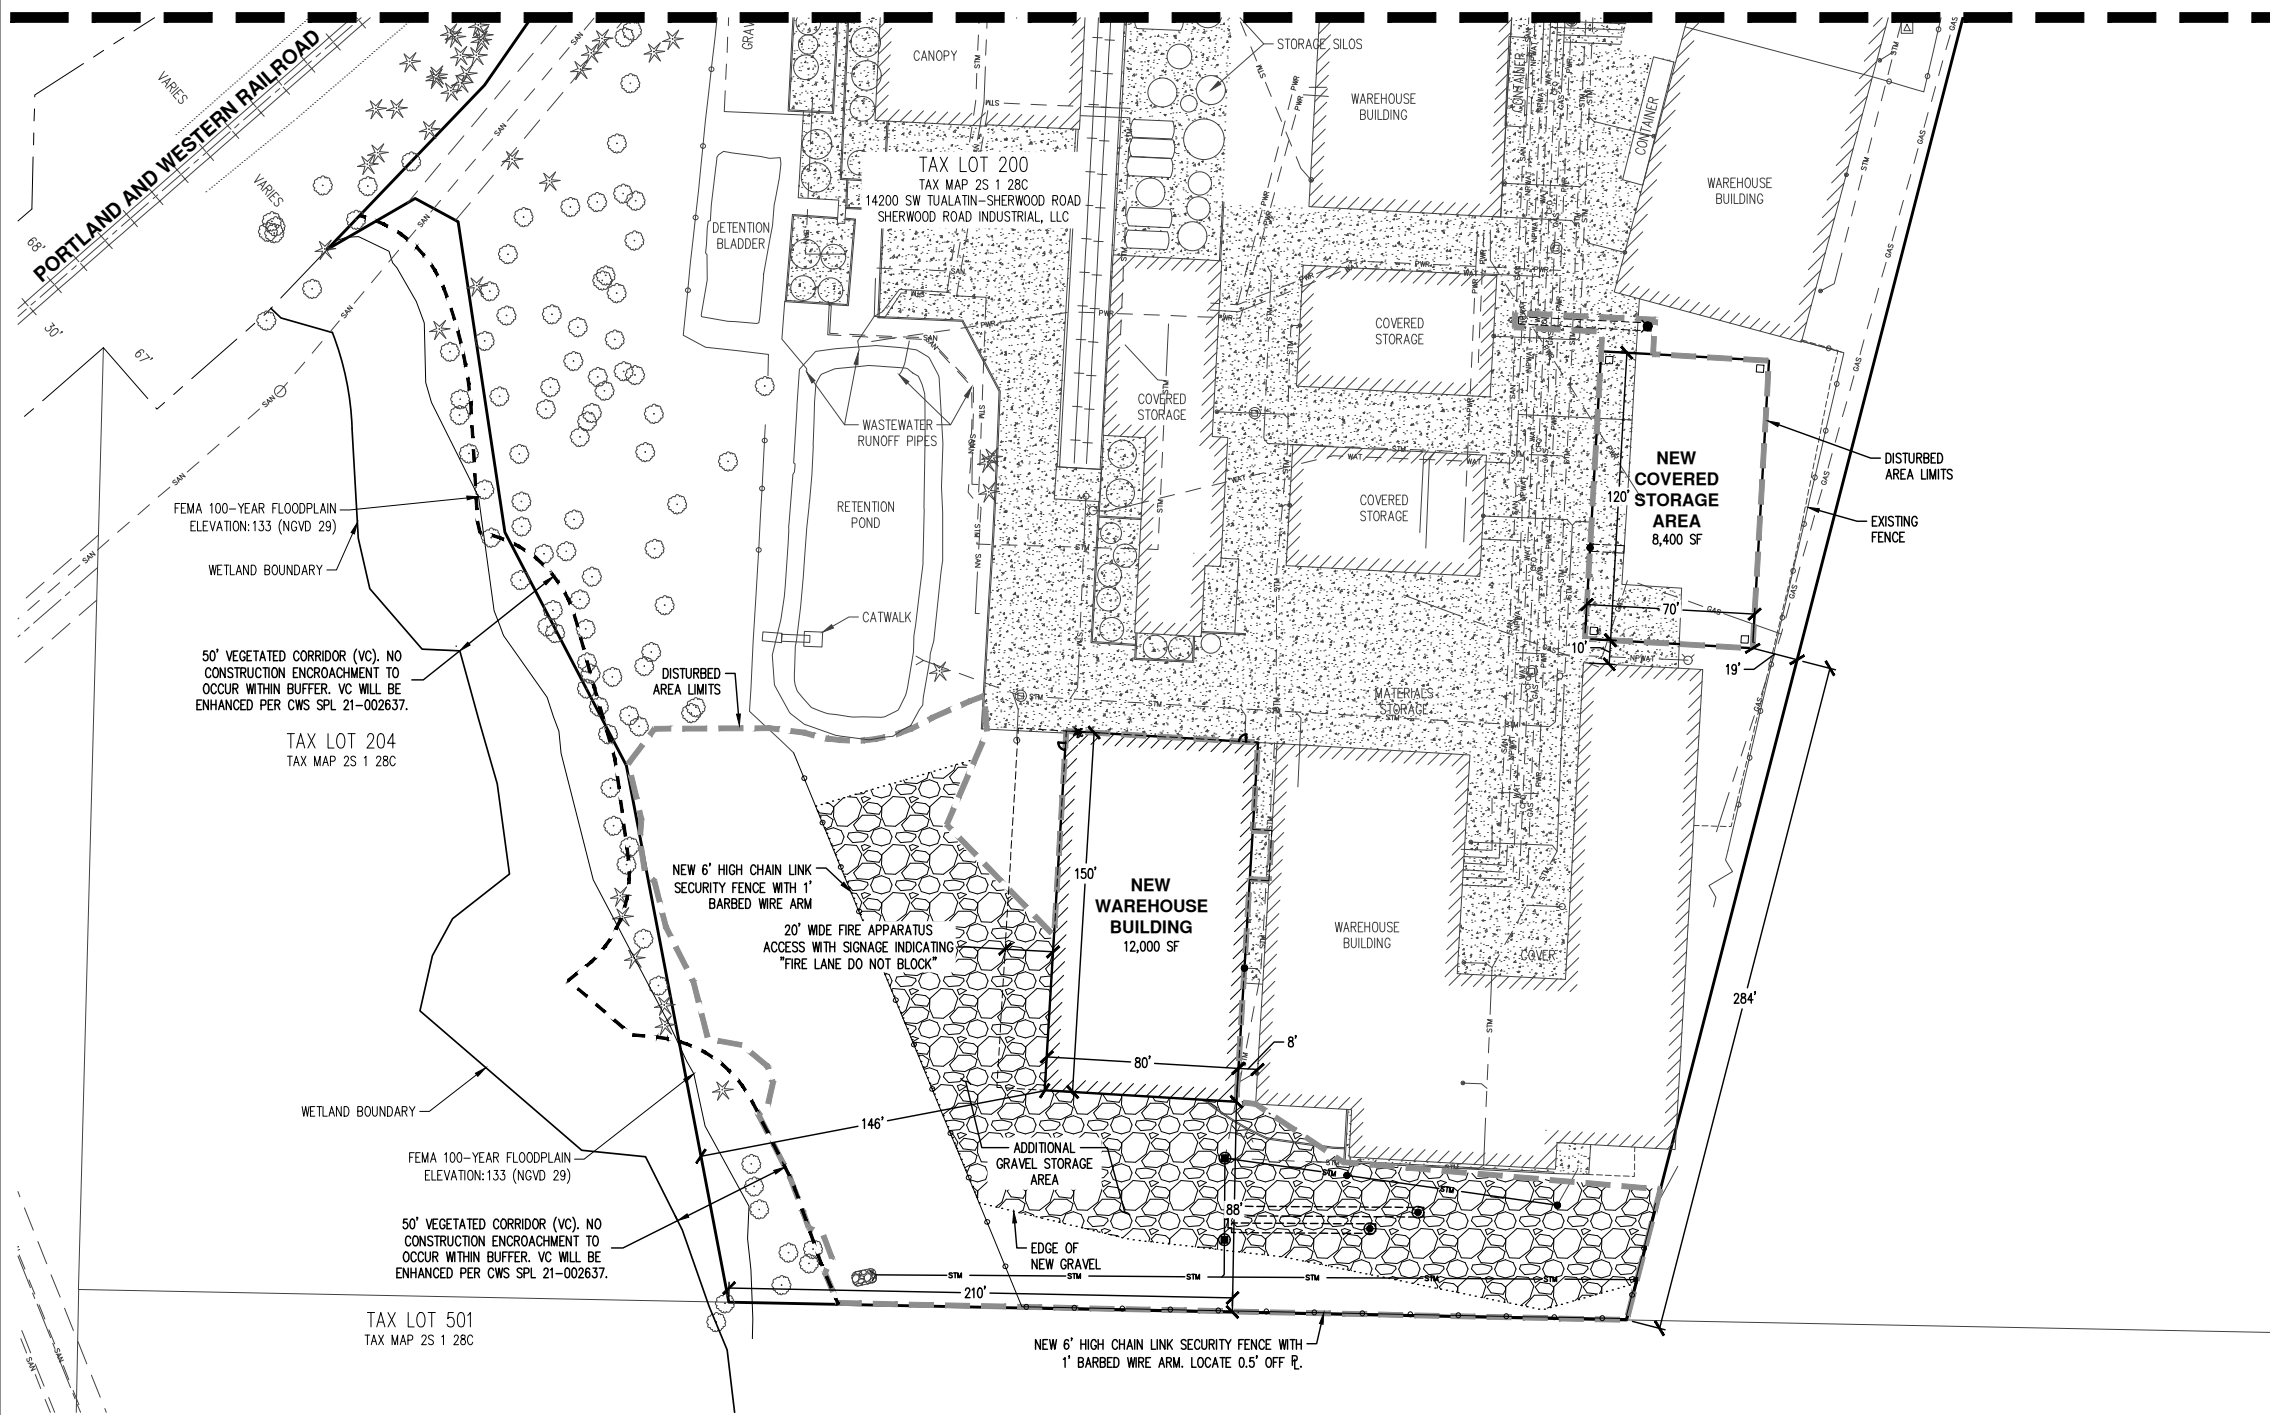 PORTLAND AND WESTERN RAILROAD
VARIES
VARIES
68'
30'
67'
GRAV
CANOPY
STORAGE SILOS
WAREHOUSE
BUILDING
CONTAINER
CONTAINER
WAREHOUSE
BUILDING
TAX LOT 200
TAX MAP 2S 1 28C
14200 SW TUALATIN-SHERWOOD ROAD
SHERWOOD ROAD INDUSTRIAL, LLC
DETENTION
BLADDER
COVERED
STORAGE
COVERED
STORAGE
COVERED
STORAGE
WASTEWATER
RUNOFF PIPES
RETENTION
POND
CATWALK
NEW
COVERED
STORAGE
AREA
8,400 SF
120'
70'
10'
19'
DISTURBED
AREA LIMITS
EXISTING
FENCE
FEMA 100-YEAR FLOODPLAIN
ELEVATION:133 (NGVD 29)
WETLAND BOUNDARY
50' VEGETATED CORRIDOR (VC). NO
CONSTRUCTION ENCROACHMENT TO
OCCUR WITHIN BUFFER. VC WILL BE
ENHANCED PER CWS SPL 21-002637.
TAX LOT 204
TAX MAP 2S 1 28C
DISTURBED
AREA LIMITS
MATERIALS
STORAGE
NEW 6' HIGH CHAIN LINK
SECURITY FENCE WITH 1'
BARBED WIRE ARM
20' WIDE FIRE APPARATUS
ACCESS WITH SIGNAGE INDICATING
"FIRE LANE DO NOT BLOCK"
150'
NEW
WAREHOUSE
BUILDING
12,000 SF
WAREHOUSE
BUILDING
COVER
284'
80'
8'
146'
WETLAND BOUNDARY
FEMA 100-YEAR FLOODPLAIN
ELEVATION:133 (NGVD 29)
ADDITIONAL
GRAVEL STORAGE
AREA
88'
EDGE OF
NEW GRAVEL
50' VEGETATED CORRIDOR (VC). NO
CONSTRUCTION ENCROACHMENT TO
OCCUR WITHIN BUFFER. VC WILL BE
ENHANCED PER CWS SPL 21-002637.
STM STM STM STM STM STM
210'
TAX LOT 501
TAX MAP 2S 1 28C
NEW 6' HIGH CHAIN LINK SECURITY FENCE WITH
1' BARBED WIRE ARM. LOCATE 0.5' OFF ⅊.